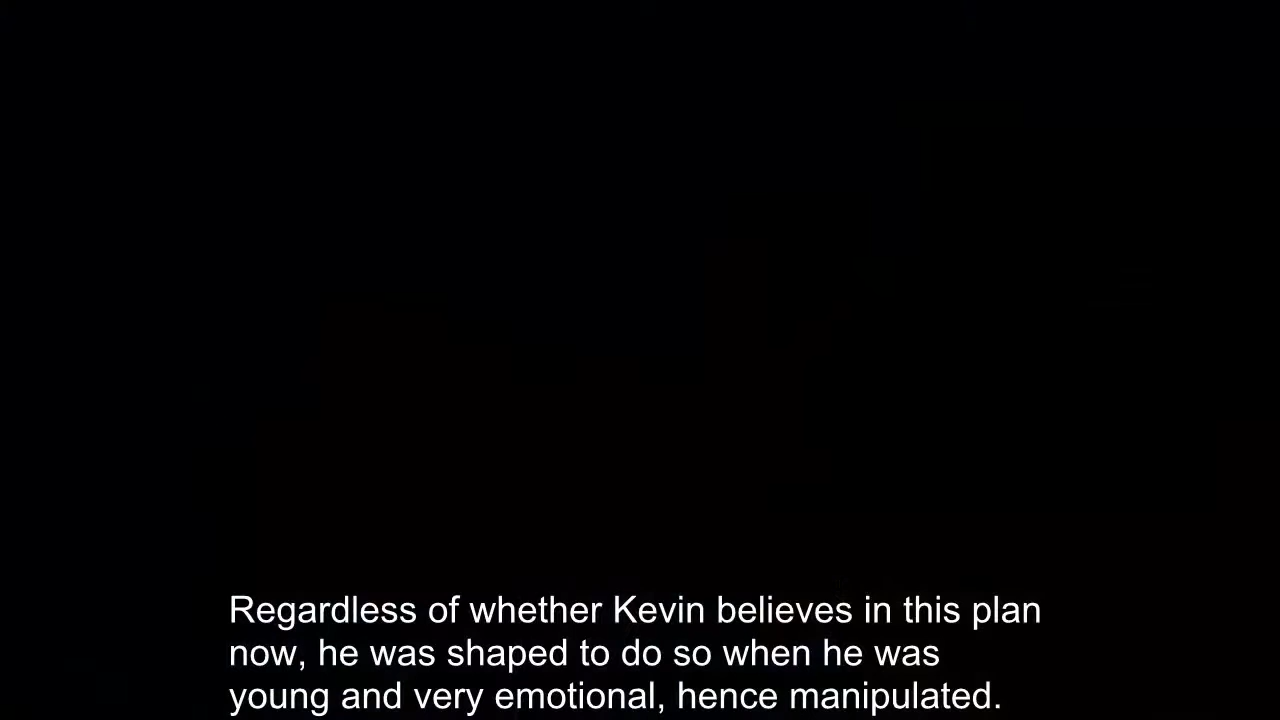 Regardless of whether Kevin believes in this plan
now, he was shaped to do so when he was
young and very emotional, hence manipulated.